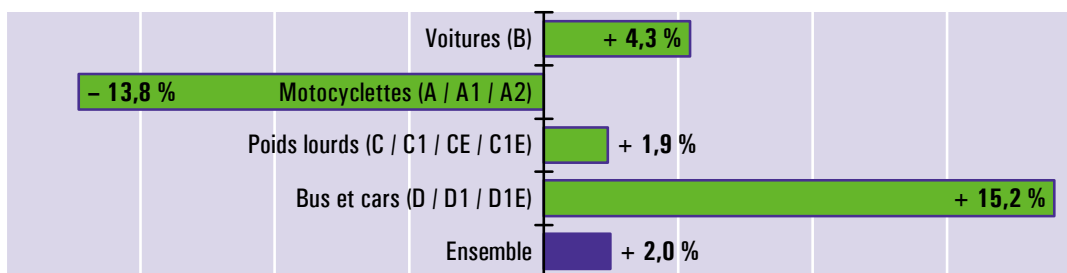 Voitures (B) + 4,3 %
– 13,8 % Motocyclettes (A / A1 / A2)
Poids lourds (C / C1 / CE / C1E) + 1,9 %
Bus et cars (D / D1 / D1E) + 15,2 %
Ensemble + 2,0 %